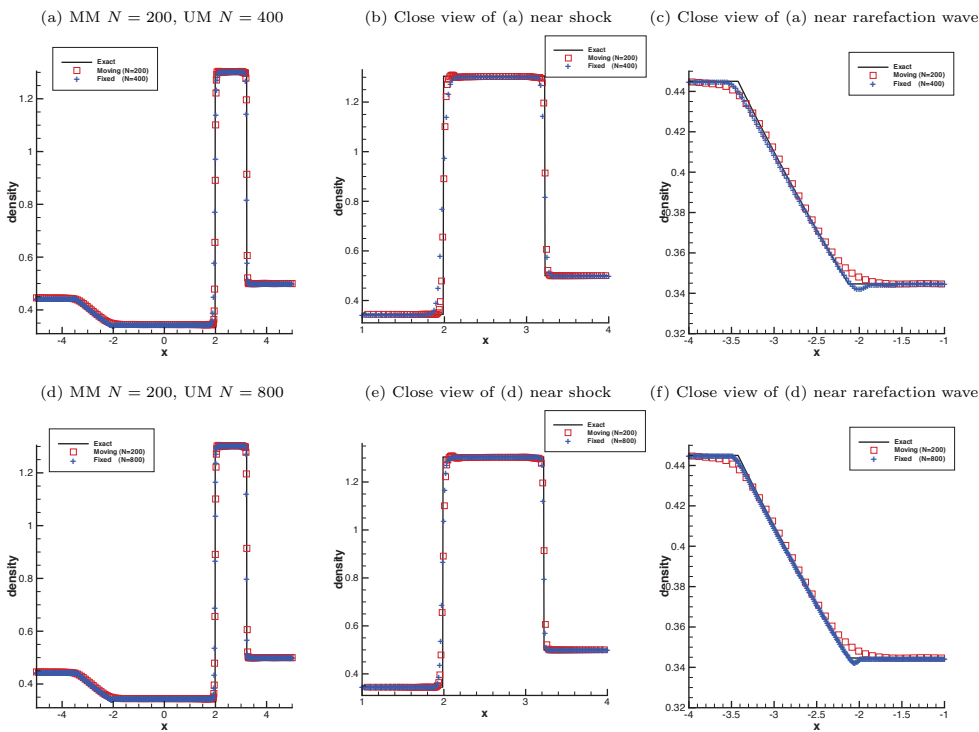 (a) MM N = 200, UM N = 400
(b) Close view of (a) near shock
(c) Close view of (a) near rarefaction wave
Exact
Moving (N=200)
Fixed (N=400)
density
1.2
1
0.8
0.6
0.4
-4
-2
0
2
4
x
Exact
Moving (N=200)
Fixed (N=400)
density
1.2
1
0.8
0.6
0.4
1
2
3
4
x
Exact
Moving (N=200)
Fixed (N=400)
density
0.44
0.42
0.4
0.38
0.36
0.34
0.32
-4
-3.5
-3
-2.5
-2
-1.5
-1
x
(d) MM N = 200, UM N = 800
(e) Close view of (d) near shock
(f) Close view of (d) near rarefaction wave
Exact
Moving (N=200)
Fixed (N=800)
density
1.2
1
0.8
0.6
0.4
-4
-2
0
2
4
x
Exact
Moving (N=200)
Fixed (N=800)
density
1.2
1
0.8
0.6
0.4
1
2
3
4
x
Exact
Moving (N=200)
Fixed (N=800)
density
0.44
0.42
0.4
0.38
0.36
0.34
0.32
-4
-3.5
-3
-2.5
-2
-1.5
-1
x